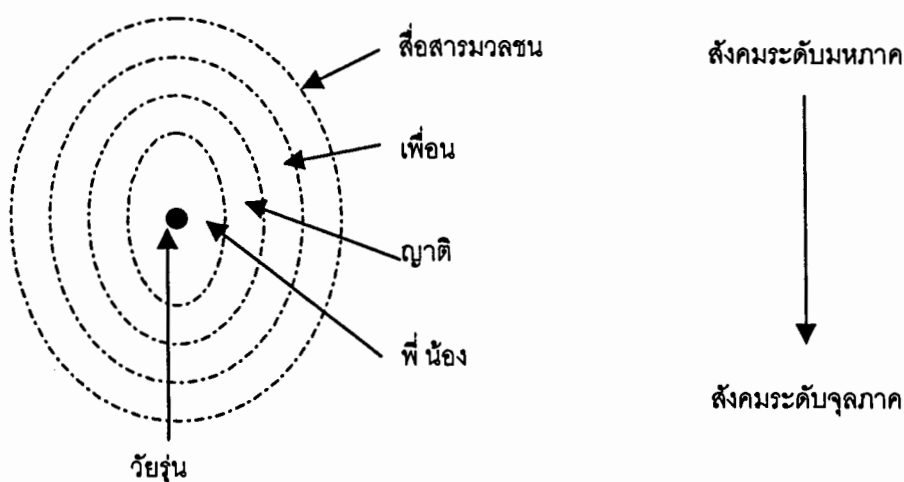 สื่อสารมวลชน
สังคมระดับมหภาค
เพื่อน
ญาติ
พี่ น้อง
สังคมระดับจุลภาค
วัยรุ่น